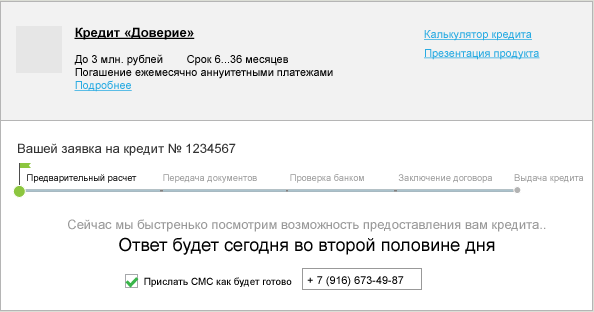 Кредит «Доверие»
Калькулятор кредита
До 3 млн. рублей Срок 6...36 месяцев
Презентация продукта
Погашение ежемесячно аннуитетными платежами
Подробнее
Вашей заявка на кредит № 1234567
Предварительный расчет Передача документов Проверка банком Заключение договора Выдача кредита
Сейчас мы быстренько посмотрим возможность предоставления вам кредита..
Ответ будет сегодня во второй половине дня
Прислать СМС как будет готово + 7 (916) 673-49-87